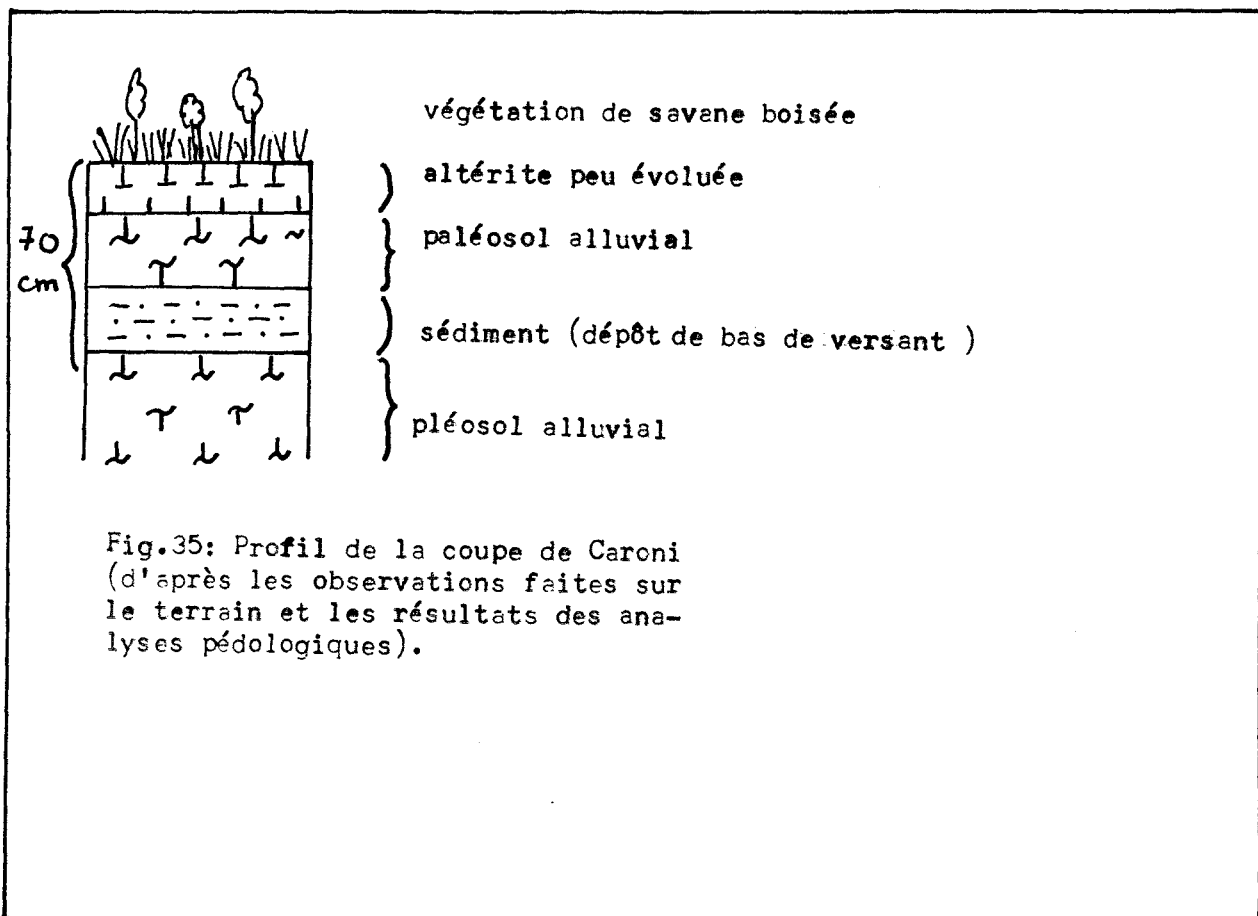 végétation de savane boisée
altérite peu évoluée
70
cm
paléosol alluvial
sédiment (dépôt de bas de versant )
pléosol alluvial
Fig.35: Profil de la coupe de Caroni
(d'après les observations faites sur
le terrain et les résultats des ana-
lyses pédologiques).